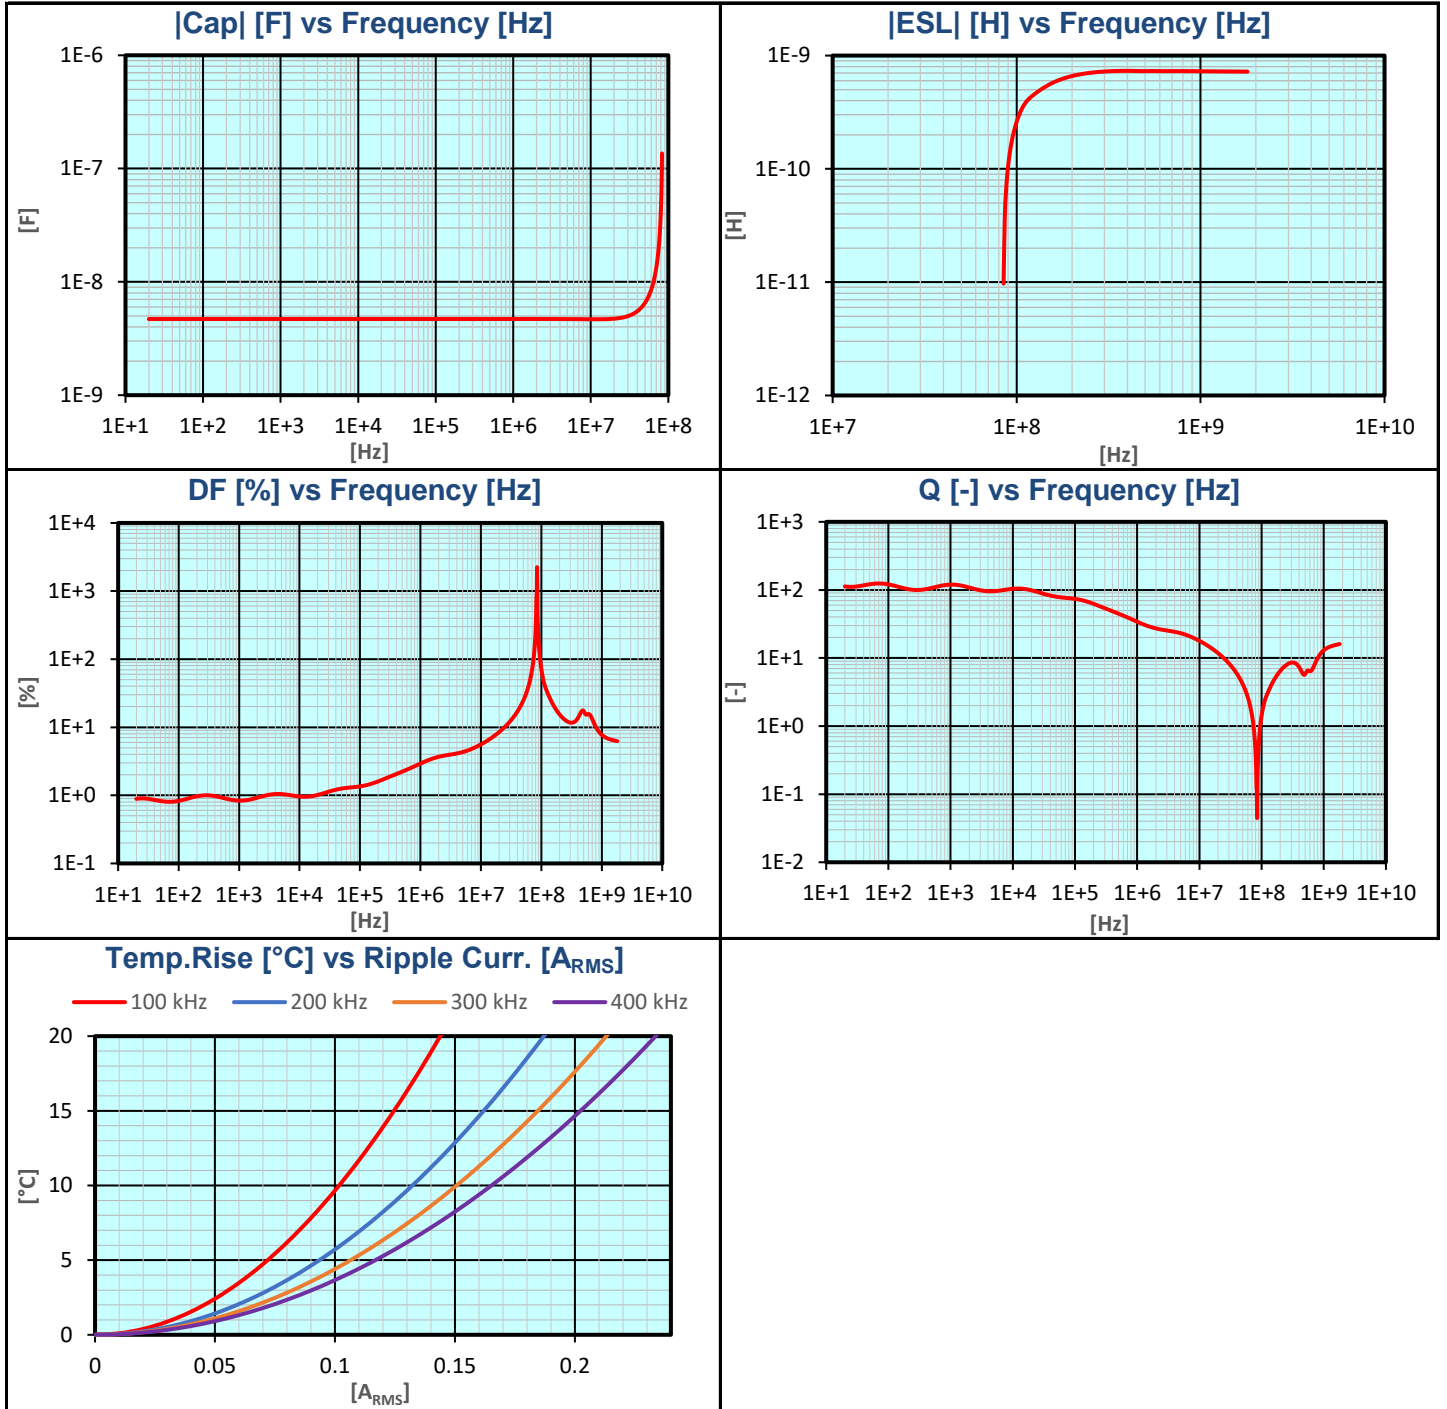 |Cap| [F] vs Frequency [Hz]
1E-6
1E-7
1E-8
1E-9
[F]
1E+1 1E+2 1E+3 1E+4 1E+5 1E+6 1E+7 1E+8
[Hz]
|ESL| [H] vs Frequency [Hz]
1E-9
1E-10
1E-11
1E-12
[H]
1E+7 1E+8 1E+9 1E+10
[Hz]
DF [%] vs Frequency [Hz]
1E+4
1E+3
1E+2
1E+1
1E+0
1E-1
[%]
1E+1 1E+2 1E+3 1E+4 1E+5 1E+6 1E+7 1E+8 1E+9 1E+10
[Hz]
Q [-] vs Frequency [Hz]
1E+3
1E+2
1E+1
1E+0
1E-1
1E-2
[-]
1E+1 1E+2 1E+3 1E+4 1E+5 1E+6 1E+7 1E+8 1E+9 1E+10
[Hz]
Temp.Rise [°C] vs Ripple Curr. [ARMS]
100 kHz 200 kHz 300 kHz 400 kHz
20
15
10
5
0
[°C]
0 0.05 0.1 0.15 0.2
[ARMS]